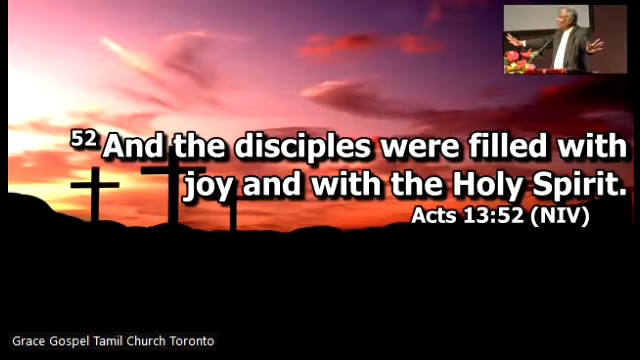 52 And the disciples were filled with
joy and with the Holy Spirit.
Acts 13:52 (NIV)
Grace Gospel Tamil Church Toronto